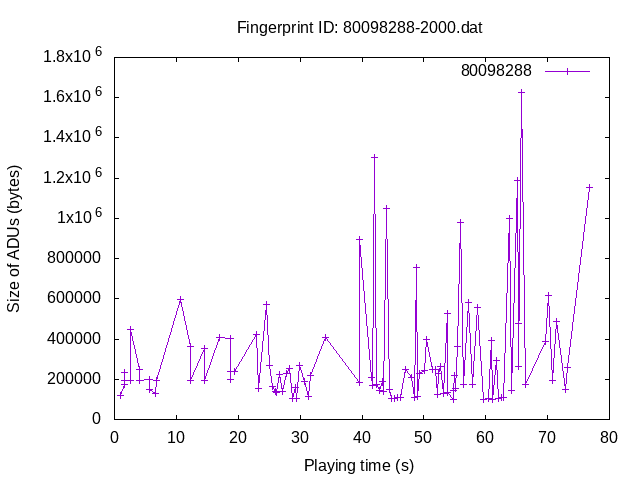 Fingerprint ID: 80098288-2000.dat
80098288
1.8x10^6
1.6x10^6
1.4x10^6
1.2x10^6
1x10^6
800000
600000
400000
200000
0
Size of ADUs (bytes)
0 10 20 30 40 50 60 70 80
Playing time (s)